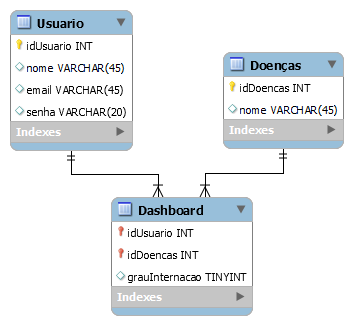 Usuario
idUsuario INT
nome VARCHAR(45)
email VARCHAR(45)
senha VARCHAR(20)
Indexes
Doenças
idDoencas INT
nome VARCHAR(45)
Indexes
Dashboard
idUsuario INT
idDoencas INT
grauInternacao TINYINT
Indexes